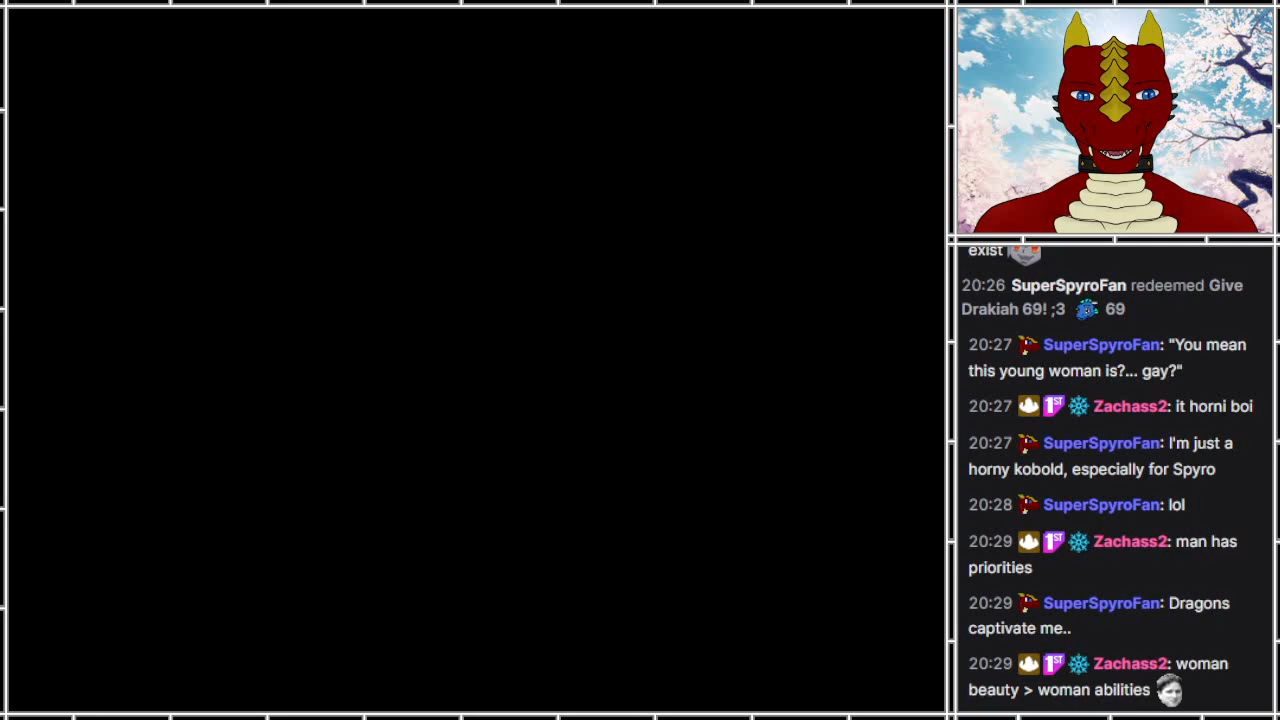 exist
20:26 SuperSpyroFan redeemed Give
Drakiah 69! ;3 69
20:27 SuperSpyroFan: "You mean
this young woman is?... gay?"
20:27 1ST Zachass2: it horni boi
20:27 SuperSpyroFan: I'm just a
horny kobold, especially for Spyro
20:28 SuperSpyroFan: lol
20:29 1ST Zachass2: man has
priorities
20:29 SuperSpyroFan: Dragons
captivate me..
20:29 1ST Zachass2: woman
beauty > woman abilities